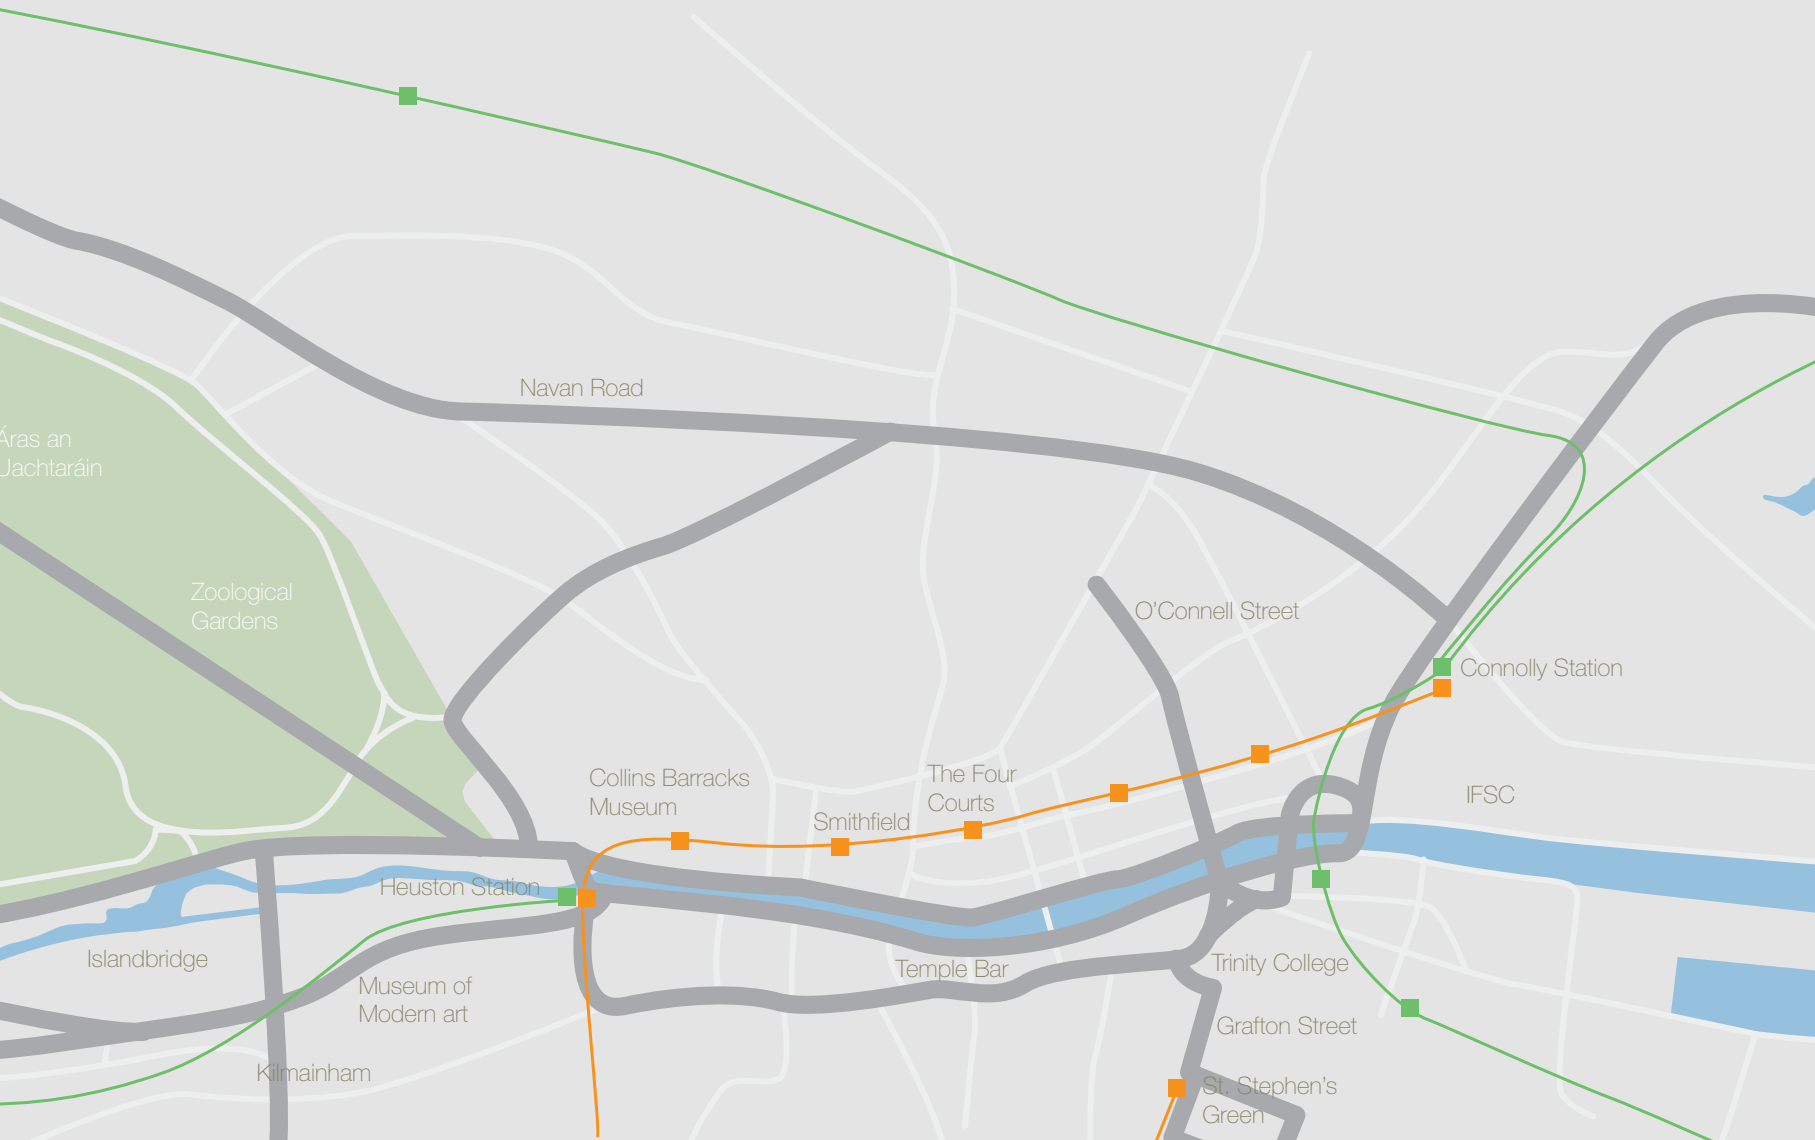 Navan Road
Áras an
Uachtaráin
Zoological
Gardens
O'Connell Street
Connolly Station
Collins Barracks
Museum
The Four
Courts
Smithfield
IFSC
Heuston Station
Islandbridge
Temple Bar
Trinity College
Museum of
Modern art
Grafton Street
Kilmainham
St. Stephen's
Green